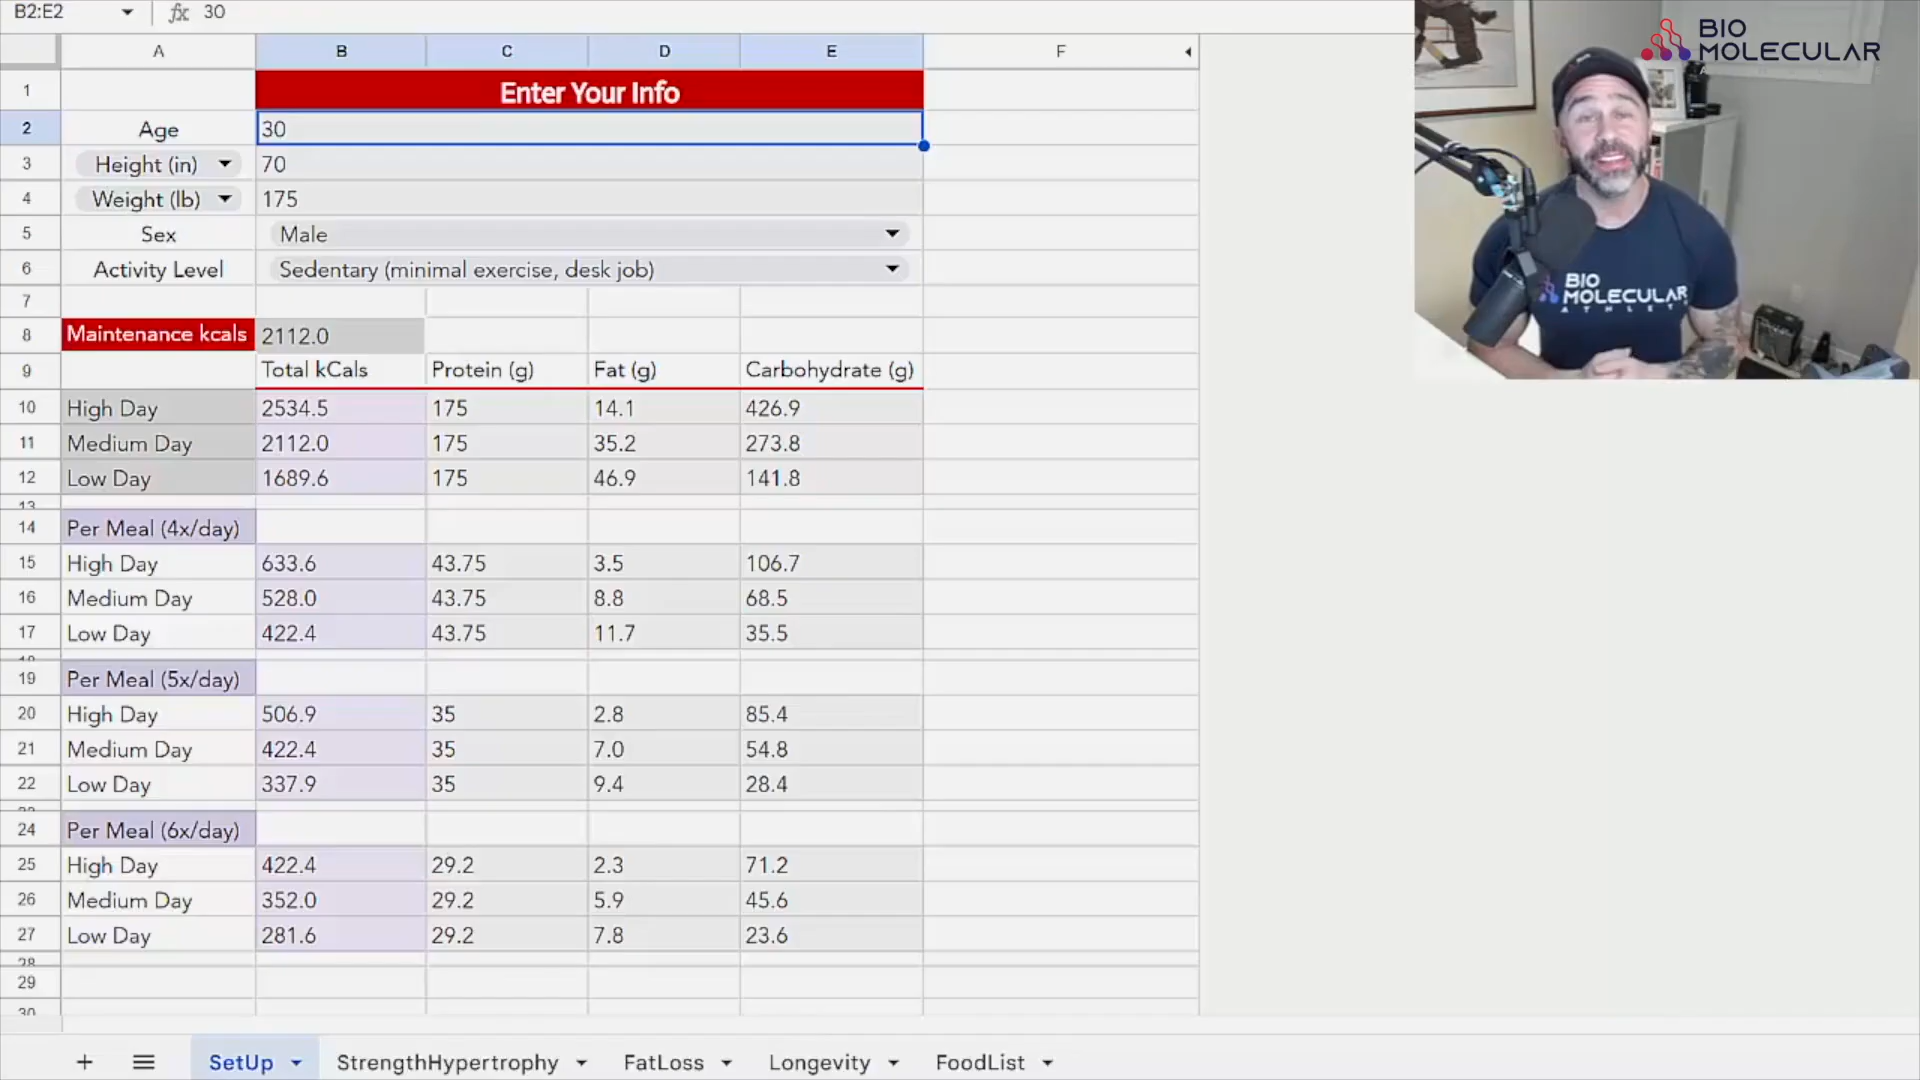 B2:E2 fx 30
A B C D E F
1 Enter Your Info
2 Age 30
3 Height (in) 70
4 Weight (lb) 175
5 Sex Male
6 Activity Level Sedentary (minimal exercise, desk job)
7
8 Maintenance kcals 2112.0
9 Total kCals Protein (g) Fat (g) Carbohydrate (g)
10 High Day 2534.5 175 14.1 426.9
11 Medium Day 2112.0 175 35.2 273.8
12 Low Day 1689.6 175 46.9 141.8
13
14 Per Meal (4x/day)
15 High Day 633.6 43.75 3.5 106.7
16 Medium Day 528.0 43.75 8.8 68.5
17 Low Day 422.4 43.75 11.7 35.5
19 Per Meal (5x/day)
20 High Day 506.9 35 2.8 85.4
21 Medium Day 422.4 35 7.0 54.8
22 Low Day 337.9 35 9.4 28.4
24 Per Meal (6x/day)
25 High Day 422.4 29.2 2.3 71.2
26 Medium Day 352.0 29.2 5.9 45.6
27 Low Day 281.6 29.2 7.8 23.6
28
29
30
SetUp StrengthHypertrophy FatLoss Longevity FoodList
BIO
MOLECULAR
BIO
MOLECULAR